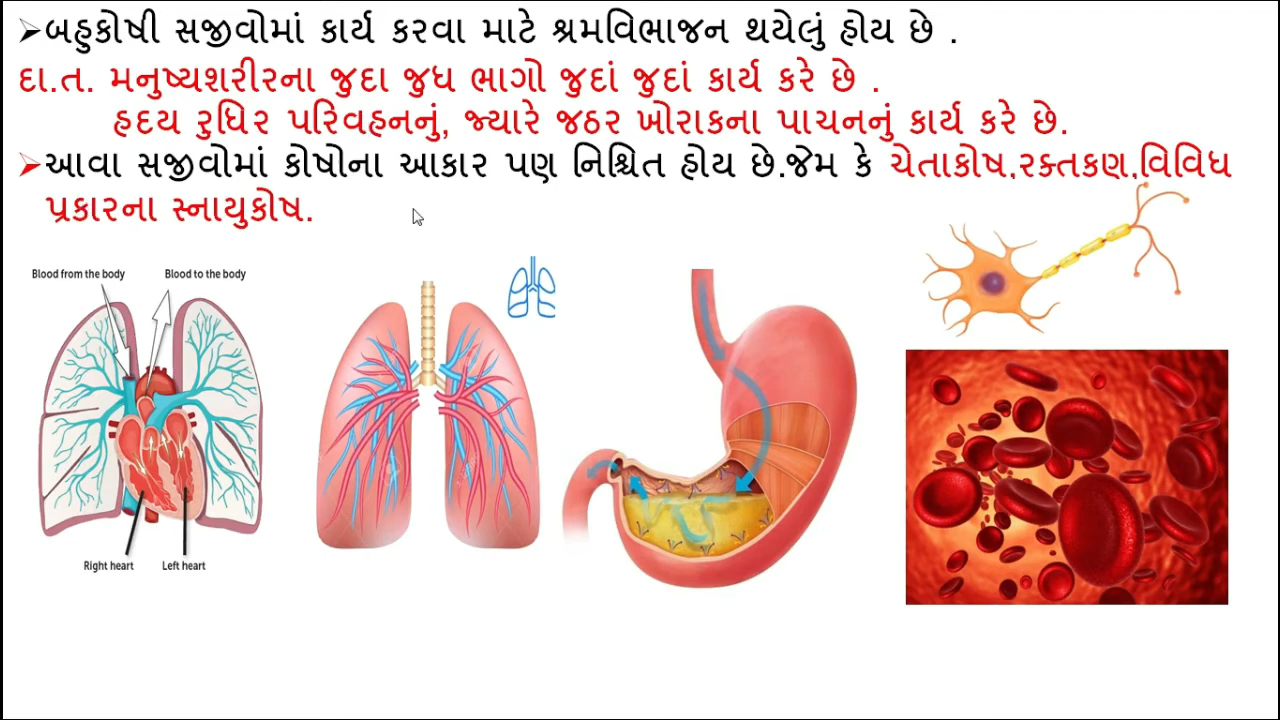 ➢બહુકોષી સજીવોમાં કાર્ય કરવા માટે શ્રમવિભાજન થયેલું હોય છે .
દા.ત. મનુષ્યશરીરના જુદા જુધ ભાગો જુદાં જુદાં કાર્ય કરે છે .
હૃદય રુધિર પરિવહનનું, જ્યારે જઠર ખોરાકના પાચનનું કાર્ય કરે છે.
➢આવા સજીવોમાં કોષોના આકાર પણ નિશ્ચિત હોય છે.જેમ કે ચેતાકોષ,રક્તકણ,વિવિધ
પ્રકારના સ્નાયુકોષ.
Blood from the body
Blood to the body
Right heart
Left heart